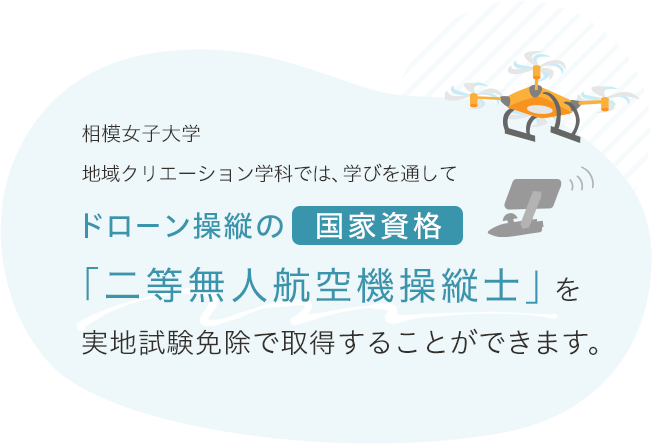 相模女子大学
地域クリエーション学科では、学びを通して
ドローン操縦の 国家資格
「二等無人航空機操縦士」を
実地試験免除で取得することができます。